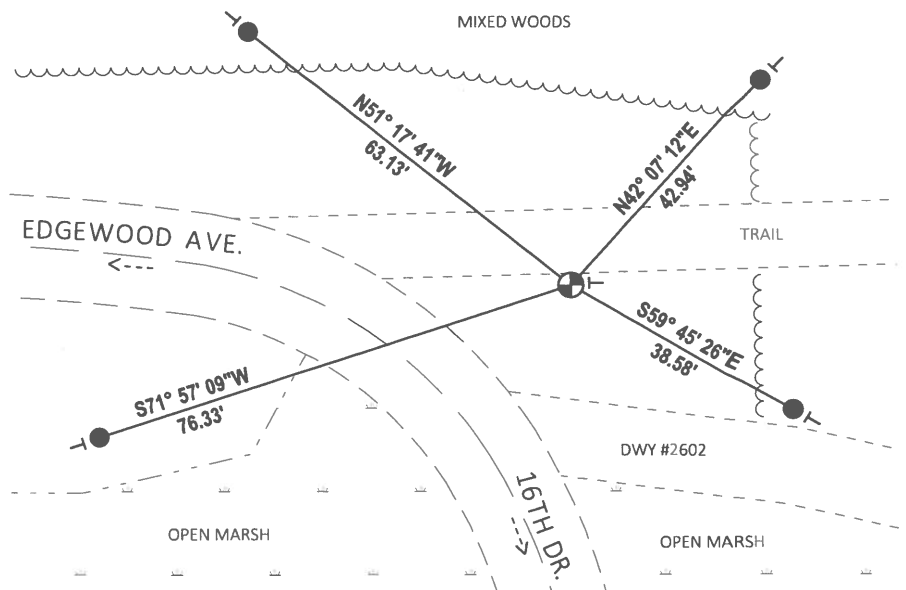 MIXED WOODS
N51° 17' 41"W
63.13'
N42° 07' 12"E
42.94'
EDGEWOOD AVE.
TRAIL
S59° 45' 26"E
38.58'
S71° 57' 09"W
76.33'
DWY #2602
16TH DR.
OPEN MARSH
OPEN MARSH